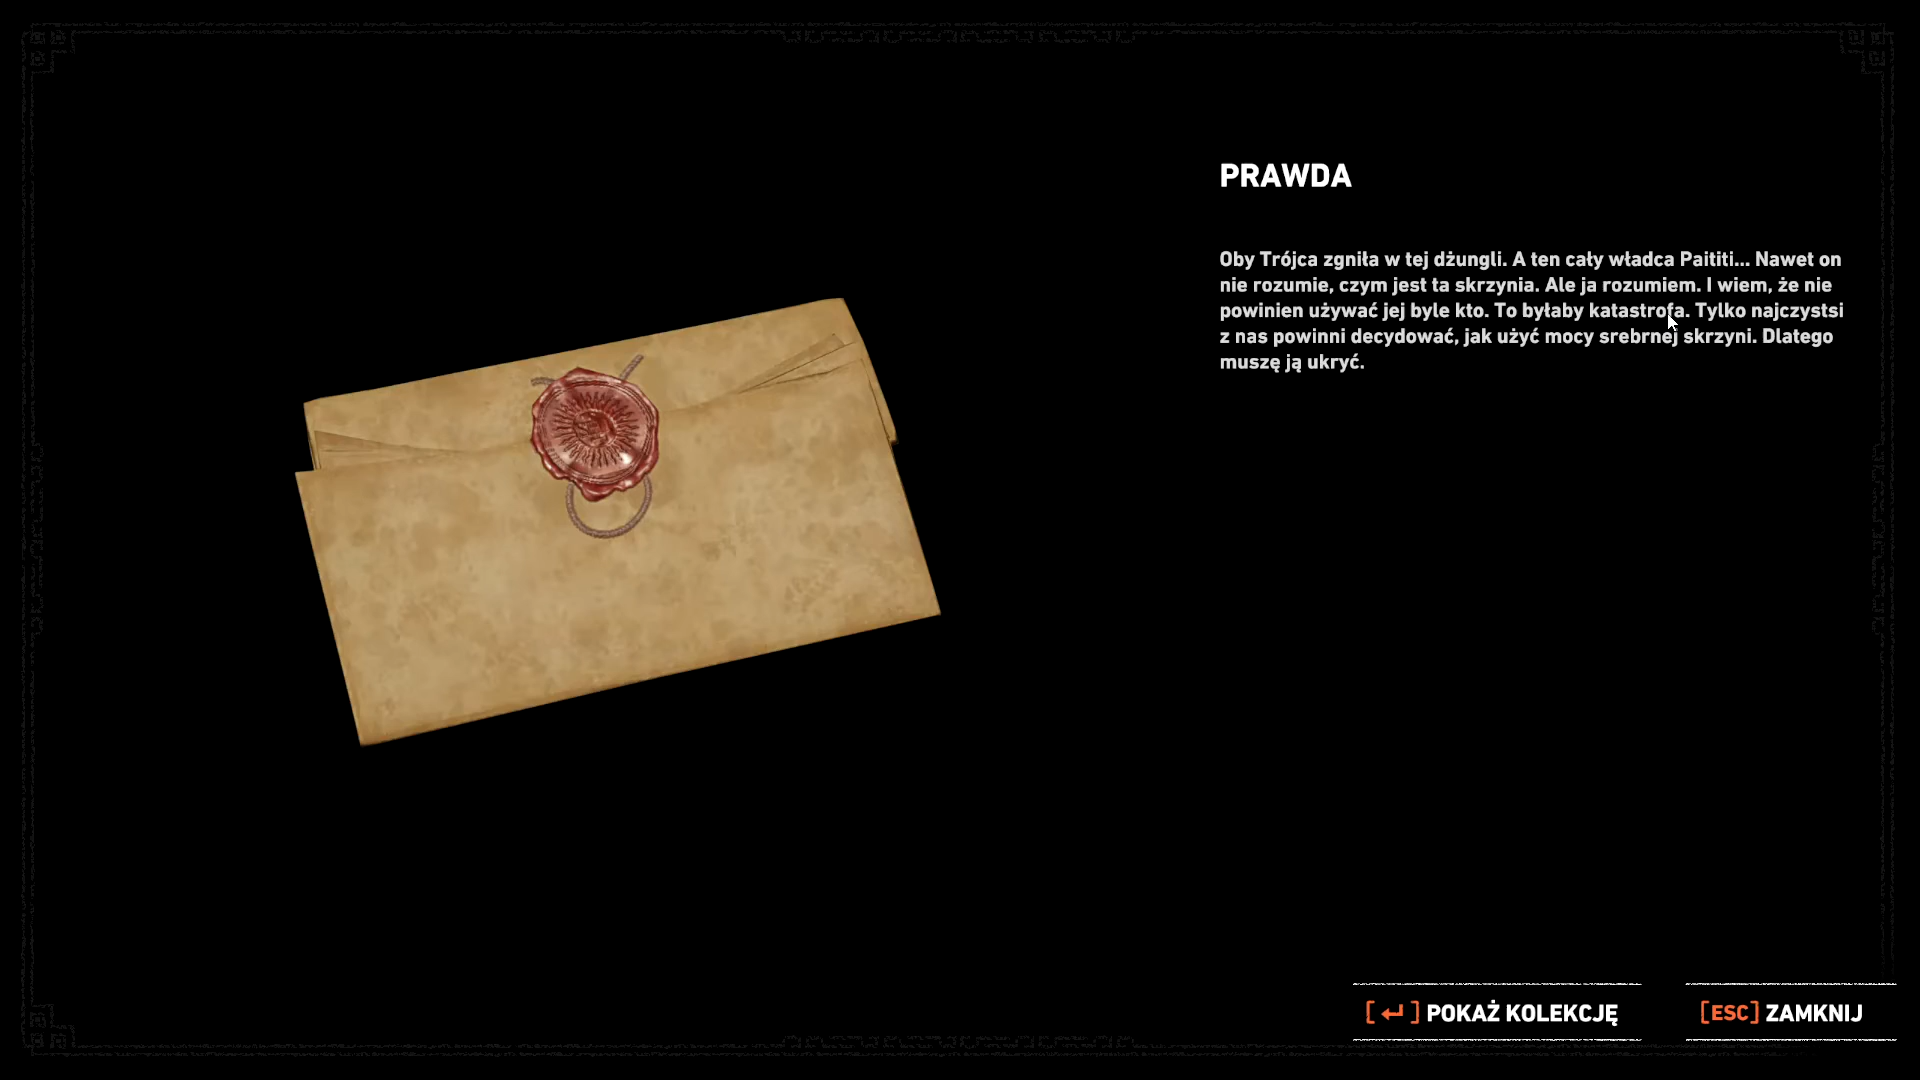 PRAWDA
Oby Trójca zgniła w tej dżungli. A ten cały władca Paititi... Nawet on
nie rozumie, czym jest ta skrzynia. Ale ja rozumiem. I wiem, że nie
powinien używać jej byle kto. To byłaby katastrofa. Tylko najczystsi
z nas powinni decydować, jak użyć mocy srebrnej skrzyni. Dlatego
muszę ją ukryć.
[↵] POKAŻ KOLEKCJĘ
[ESC] ZAMKNIJ